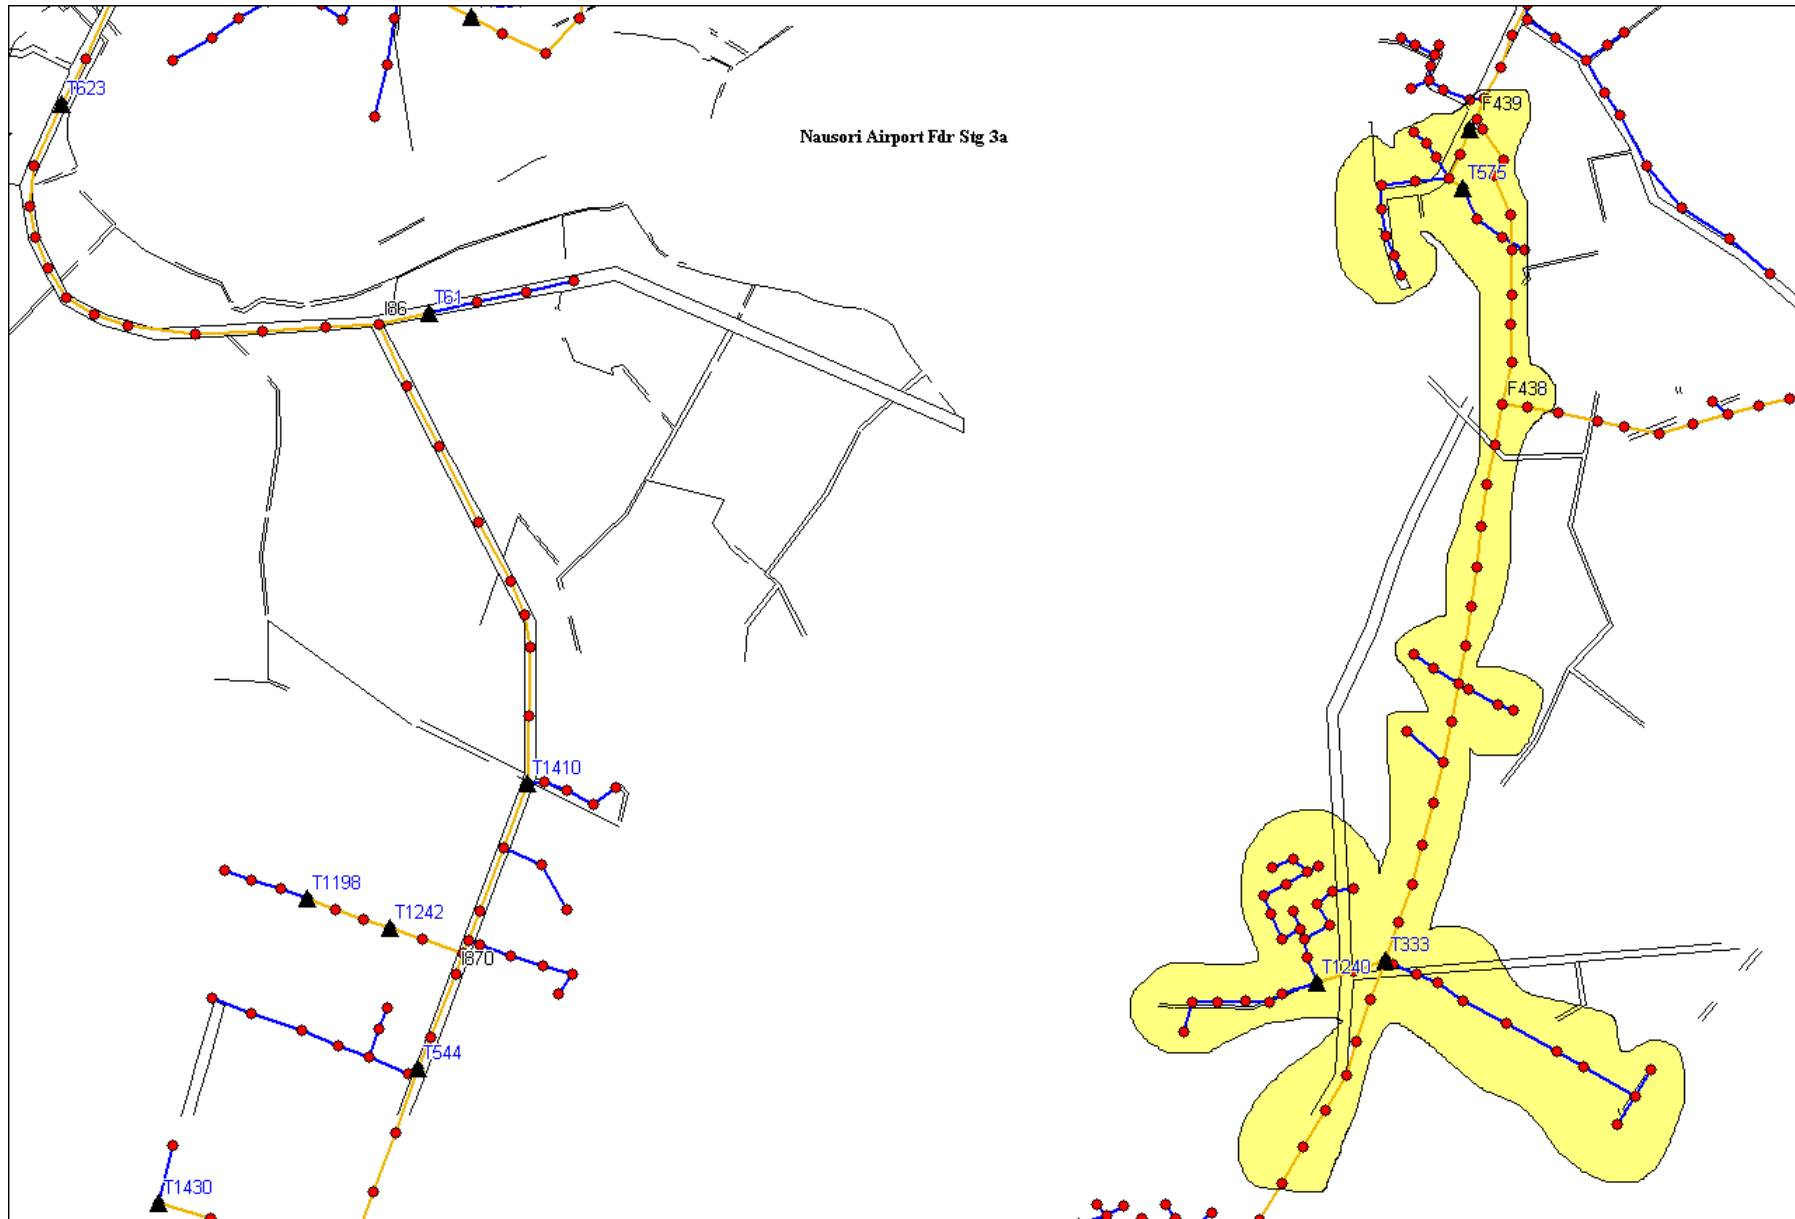 T623
F439
Nausori Airport Fdr Stg 3a
T575
T61
I86
F438
T1410
T1198
T1242
T333
I870
T1240
T544
T1430